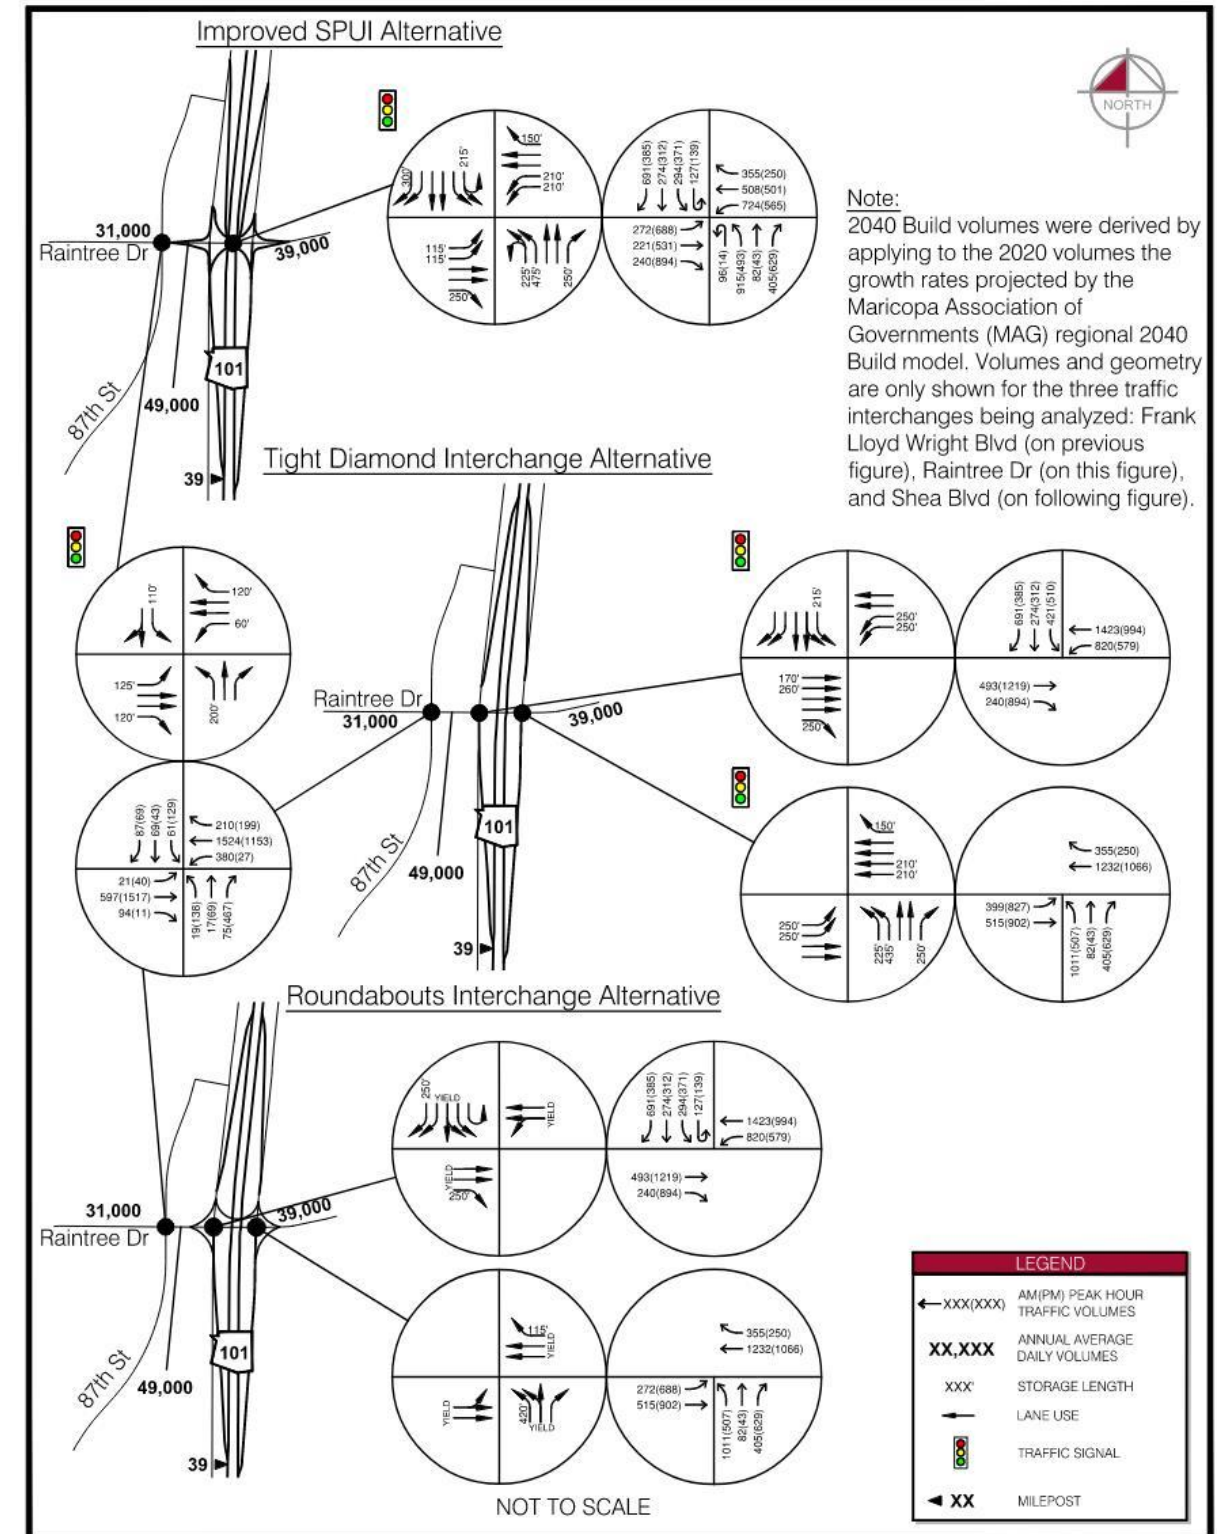 Improved SPUI Alternative
NORTH
300'
215'
150'
210'
210'
115'
115'
250'
225'
475'
250'
691(385)
274(312)
294(371)
127(139)
355(250)
508(501)
724(565)
272(688)
221(531)
240(894)
96(14)
915(493)
82(43)
405(629)
31,000
Raintree Dr
39,000
101
87th St
49,000
39
Note:
2040 Build volumes were derived by
applying to the 2020 volumes the
growth rates projected by the
Maricopa Association of
Governments (MAG) regional 2040
Build model. Volumes and geometry
are only shown for the three traffic
interchanges being analyzed: Frank
Lloyd Wright Blvd (on previous
figure), Raintree Dr (on this figure),
and Shea Blvd (on following figure).
Tight Diamond Interchange Alternative
110'
120'
60'
125'
120'
200'
87(69)
69(43)
61(129)
210(199)
1524(1153)
380(27)
21(40)
597(1517)
94(11)
19(138)
17(69)
75(467)
Raintree Dr
31,000
39,000
101
87th St
49,000
39
215'
250'
250'
170'
260'
250'
691(385)
274(312)
421(510)
1423(994)
820(579)
493(1219)
240(894)
150'
210'
210'
250'
250'
225'
435'
250'
355(250)
1232(1066)
399(827)
515(902)
1011(507)
82(43)
405(629)
Roundabouts Interchange Alternative
250'
YIELD
YIELD
YIELD
250'
691(385)
274(312)
294(371)
127(139)
1423(994)
820(579)
493(1219)
240(894)
31,000
Raintree Dr
39,000
101
87th St
49,000
39
115'
YIELD
YIELD
420'
YIELD
355(250)
1232(1066)
272(688)
515(902)
1011(507)
82(43)
405(629)
NOT TO SCALE
LEGEND
XXX(XXX) AM(PM) PEAK HOUR
TRAFFIC VOLUMES
XX,XXX ANNUAL AVERAGE
DAILY VOLUMES
XXX' STORAGE LENGTH
LANE USE
TRAFFIC SIGNAL
XX MILEPOST